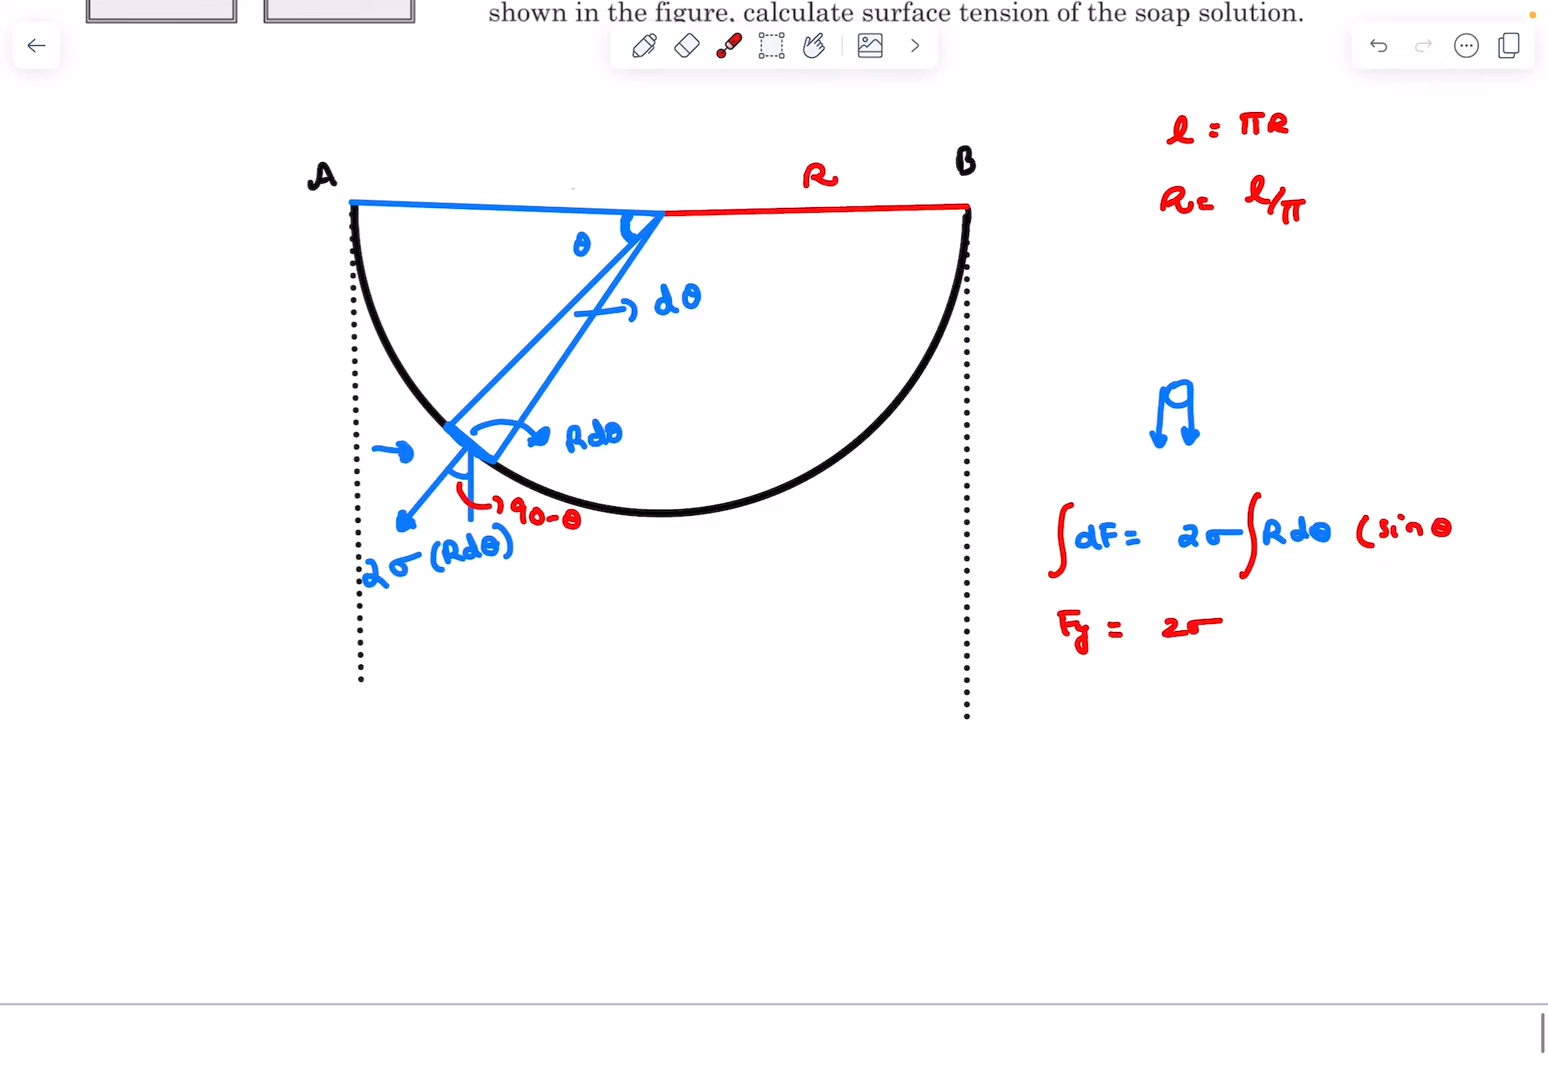 shown in the figure, calculate surface tension of the soap solution.
l = πR
R = l/π
A
R
B
θ
dθ
Rdθ
90-θ
2σ(Rdθ)
∫dF = 2σ∫Rdθ (sinθ
Fy = 2σ